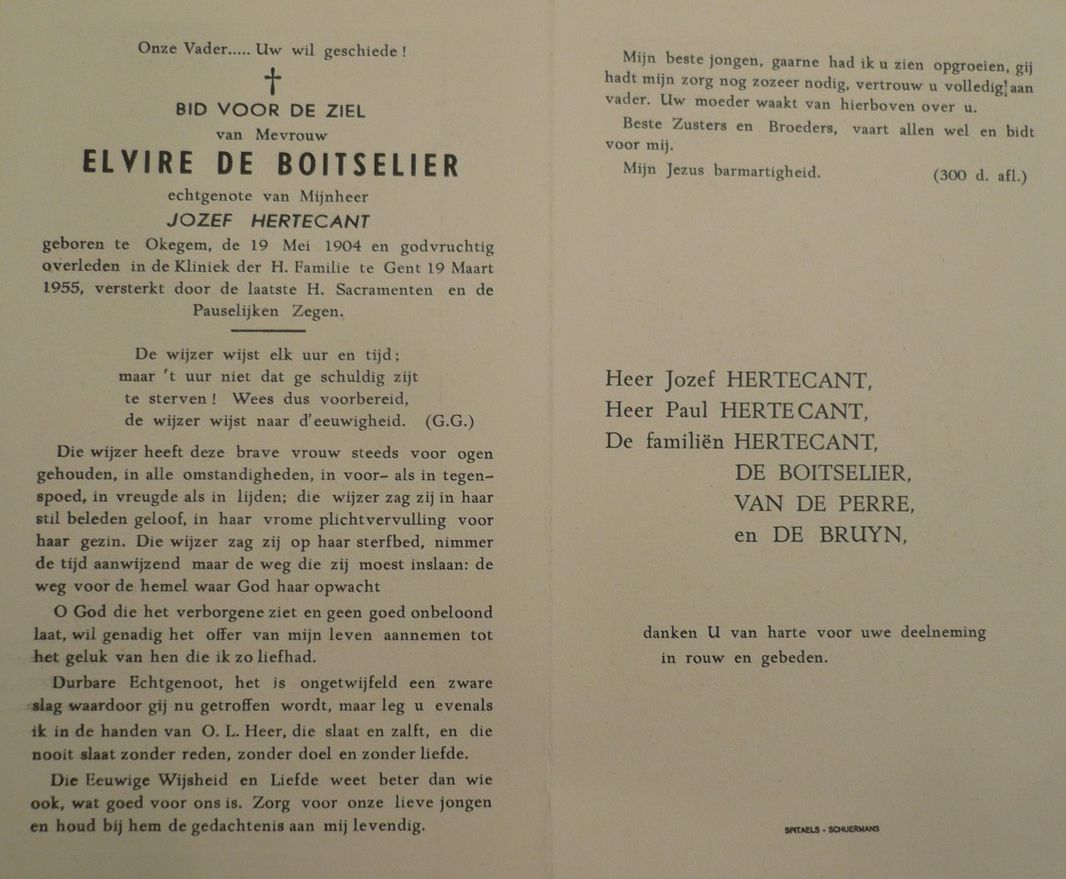 Onze Vader..... Uw wil geschiede !
BID VOOR DE ZIEL
van Mevrouw
ELVIRE DE BOITSELIER
echtgenote van Mijnheer
JOZEF HERTECANT
geboren te Okegem, de 19 Mei 1904 en godvruchtig
overleden in de Kliniek der H. Familie te Gent 19 Maart
1955, versterkt door de laatste H. Sacramenten en de
Pauselijken Zegen.
De wijzer wijst elk uur en tijd ;
maar 't uur niet dat ge schuldig zijt
te sterven ! Wees dus voorbereid,
de wijzer wijst naar d'eeuwigheid. (G.G.)
Die wijzer heeft deze brave vrouw steeds voor ogen
gehouden, in alle omstandigheden, in voor- als in tegen-
spoed, in vreugde als in lijden; die wijzer zag zij in haar
stil beleden geloof, in haar vrome plichtvervulling voor
haar gezin. Die wijzer zag zij op haar sterfbed, nimmer
de tijd aanwijzend maar de weg die zij moest inslaan: de
weg voor de hemel waar God haar opwacht
O God die het verborgene ziet en geen goed onbeloond
laat, wil genadig het offer van mijn leven aannemen tot
het geluk van hen die ik zo liefhad.
Durbare Echtgenoot, het is ongetwijfeld een zware
slag waardoor gij nu getroffen wordt, maar leg u evenals
ik in de handen van O. L. Heer, die slaat en zalft, en die
nooit slaat zonder reden, zonder doel en zonder liefde.
Die Eeuwige Wijsheid en Liefde weet beter dan wie
ook, wat goed voor ons is. Zorg voor onze lieve jongen
en houd bij hem de gedachtenis aan mij levendig.
Mijn beste jongen, gaarne had ik u zien opgroeien, gij
hadt mijn zorg nog zozeer nodig, vertrouw u volledig aan
vader. Uw moeder waakt van hierboven over u.
Beste Zusters en Broeders, vaart allen wel en bidt
voor mij.
Mijn Jezus barmartigheid. (300 d. afl.)
Heer Jozef HERTECANT,
Heer Paul HERTECANT,
De familiën HERTECANT,
DE BOITSELIER,
VAN DE PERRE,
en DE BRUYN,
danken U van harte voor uwe deelneming
in rouw en gebeden.
SPITAELS - SCHUERMANS